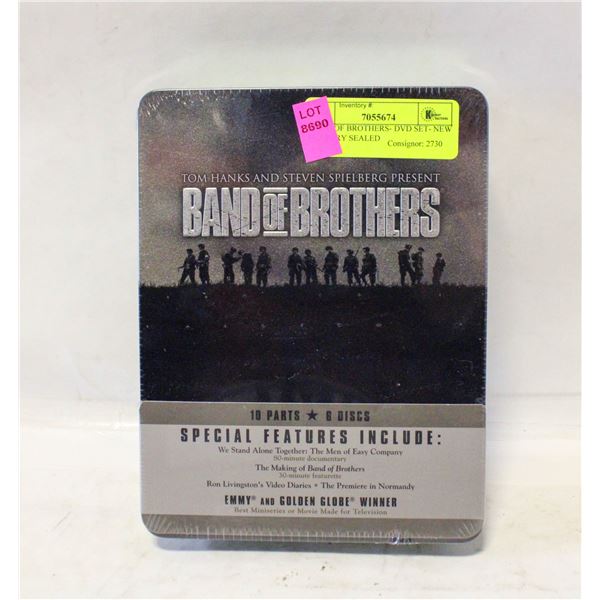 LOT
8690
Inventory #:
7055674
OF BROTHERS- DVD SET- NEW
RY SEALED
Consignor: 2730
TOM HANKS AND STEVEN SPIELBERG PRESENT
BAND OF BROTHERS
10 PARTS ★ 6 DISCS
SPECIAL FEATURES INCLUDE:
We Stand Alone Together: The Men of Easy Company
80-minute documentary
The Making of Band of Brothers
30-minute featurette
Ron Livingston's Video Diaries • The Premiere in Normandy
EMMY® AND GOLDEN GLOBE® WINNER
Best Miniseries or Movie Made for Television